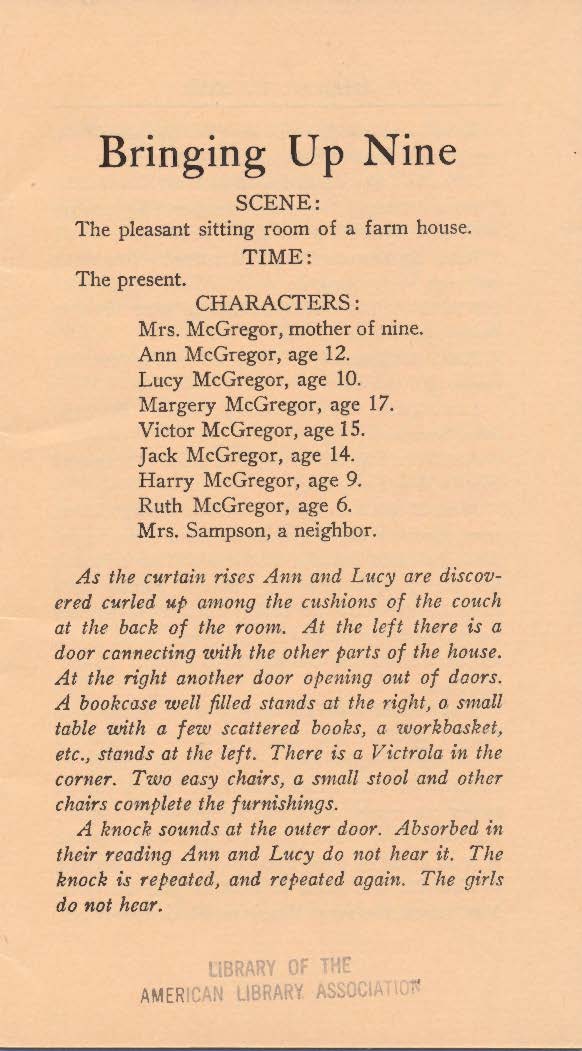 Bringing Up Nine
SCENE:
The pleasant sitting room of a farm house.
TIME:
The present.
CHARACTERS:
Mrs. McGregor, mother of nine.
Ann McGregor, age 12.
Lucy McGregor, age 10.
Margery McGregor, age 17.
Victor McGregor, age 15.
Jack McGregor, age 14.
Harry McGregor, age 9.
Ruth McGregor, age 6.
Mrs. Sampson, a neighbor.
As the curtain rises Ann and Lucy are discov-
ered curled up among the cushions of the couch
at the back of the room. At the left there is a
door cannecting with the other parts of the house.
At the right another door opening out of daors.
A bookcase well filled stands at the right, a small
table with a few scattered books, a workbasket,
etc., stands at the left. There is a Victrola in the
corner. Two easy chairs, a small stool and other
chairs complete the furnishings.
A knock sounds at the outer door. Absorbed in
their reading Ann and Lucy do not hear it. The
knock is repeated, and repeated again. The girls
do not hear.
LIBRARY OF THE
AMERICAN LIBRARY ASSOCIATION